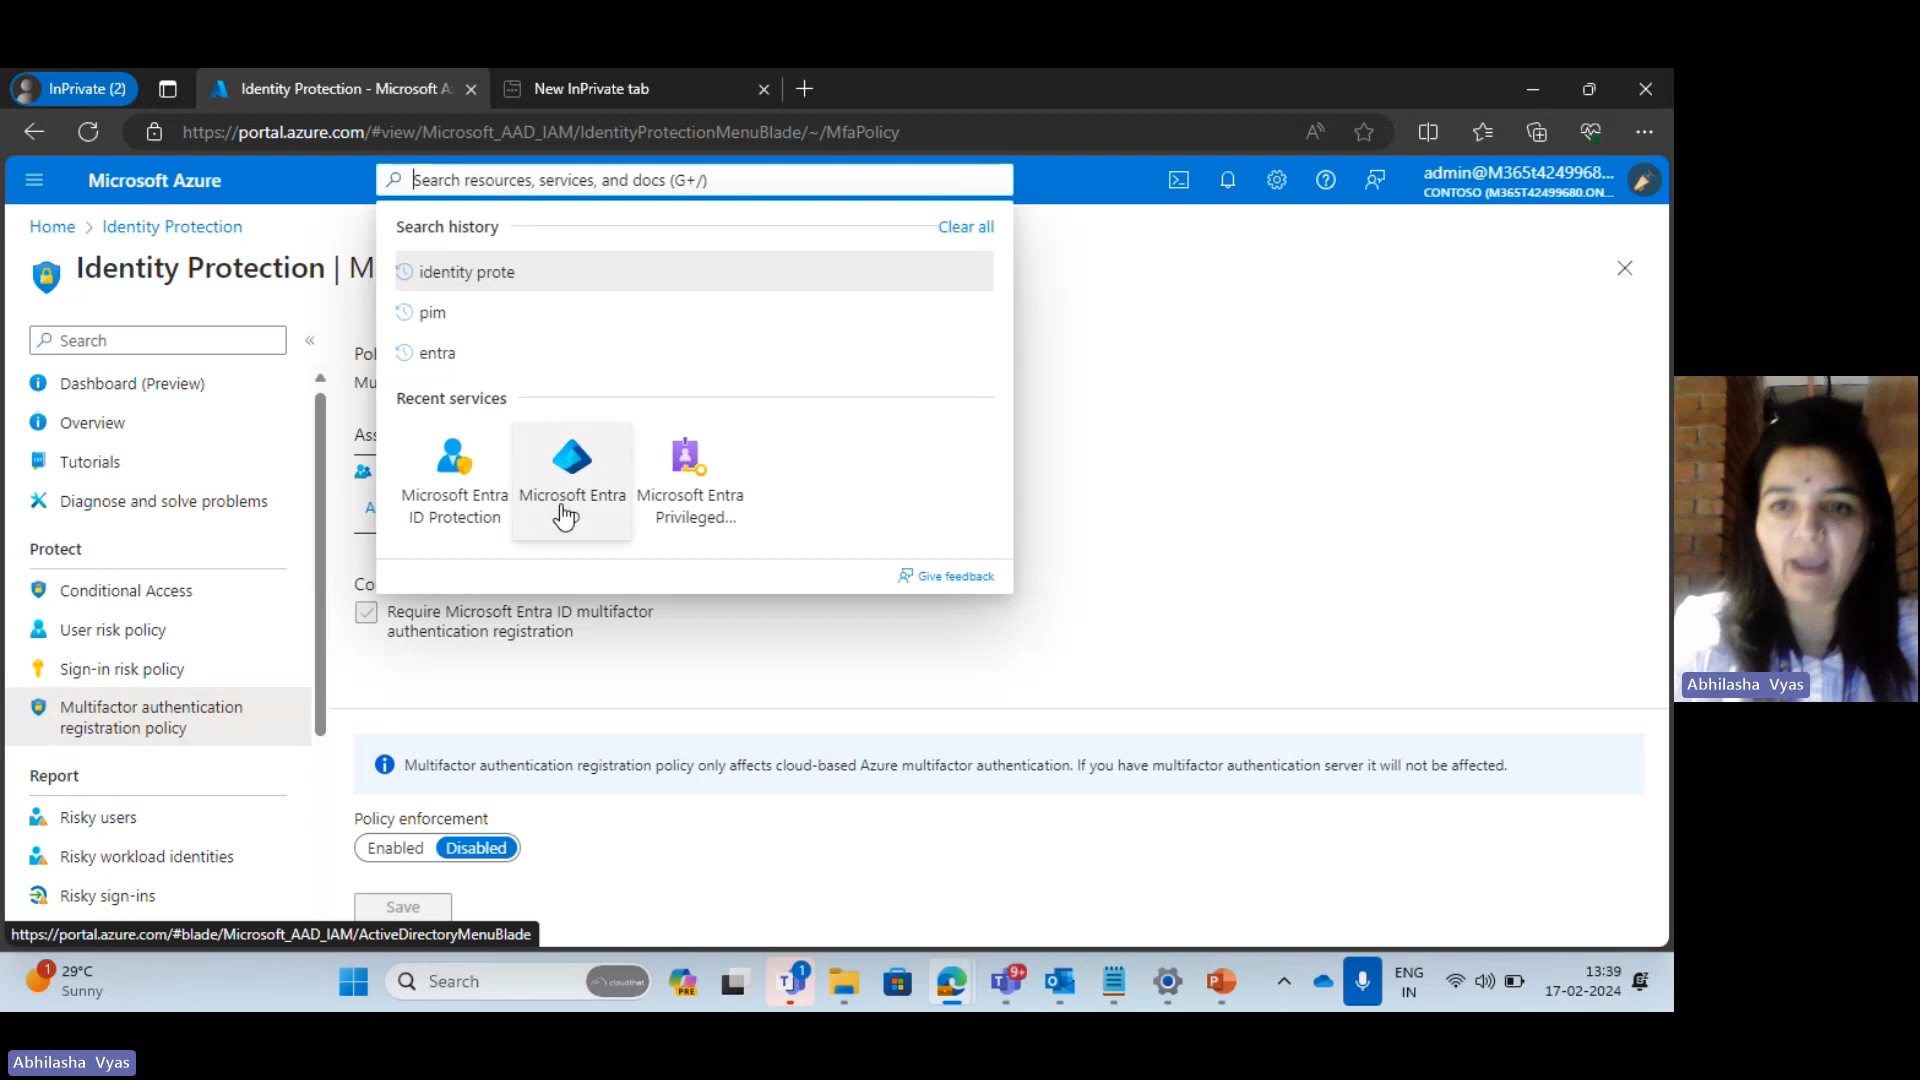 InPrivate (2)
Identity Protection - Microsoft A
New InPrivate tab
https://portal.azure.com/#view/Microsoft_AAD_IAM/IdentityProtectionMenuBlade/~/MfaPolicy
Microsoft Azure
Search resources, services, and docs (G+/)
admin@M365t4249968...
CONTOSO (M365T42499680.ON...
Home > Identity Protection
Identity Protection | M
Search
«
Dashboard (Preview)
Overview
Tutorials
Diagnose and solve problems
Protect
Conditional Access
User risk policy
Sign-in risk policy
Multifactor authentication
registration policy
Report
Risky users
Risky workload identities
Risky sign-ins
Search history
Clear all
identity prote
pim
entra
Recent services
Microsoft Entra
ID Protection
Microsoft Entra
Microsoft Entra
Privileged...
Give feedback
Pol
Mu
Ass
A
Co
Require Microsoft Entra ID multifactor
authentication registration
Multifactor authentication registration policy only affects cloud-based Azure multifactor authentication. If you have multifactor authentication server it will not be affected.
Policy enforcement
Enabled
Disabled
Save
https://portal.azure.com/#blade/Microsoft_AAD_IAM/ActiveDirectoryMenuBlade
1
29°C
Sunny
Search
cloudthat
PRE
1
9+
ENG
IN
13:39
17-02-2024
Abhilasha Vyas
Abhilasha Vyas